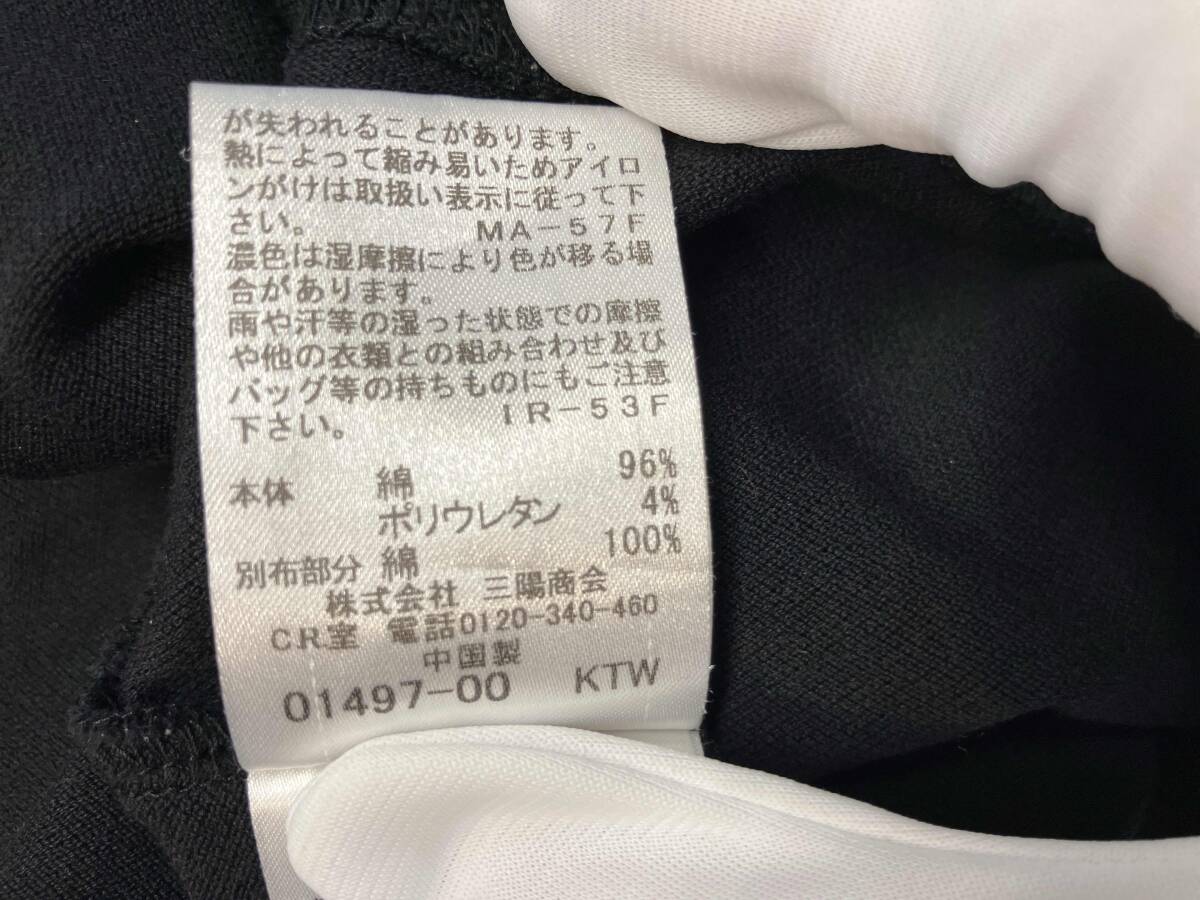 が失われることがあります。
熱によって縮み易いためアイロ
ンがけは取扱い表示に従って下
さい。 MA-57F
濃色は湿摩擦により色が移る場
合があります。
雨や汗等の湿った状態での摩擦
や他の衣類との組み合わせ及び
バッグ等の持ちものにもご注意
下さい。 IR-53F
本体 綿 96%
ポリウレタン 4%
別布部分 綿 100%
株式会社 三陽商会
C.R.室 電話0120-340-460
中国製
01497-00 KTW